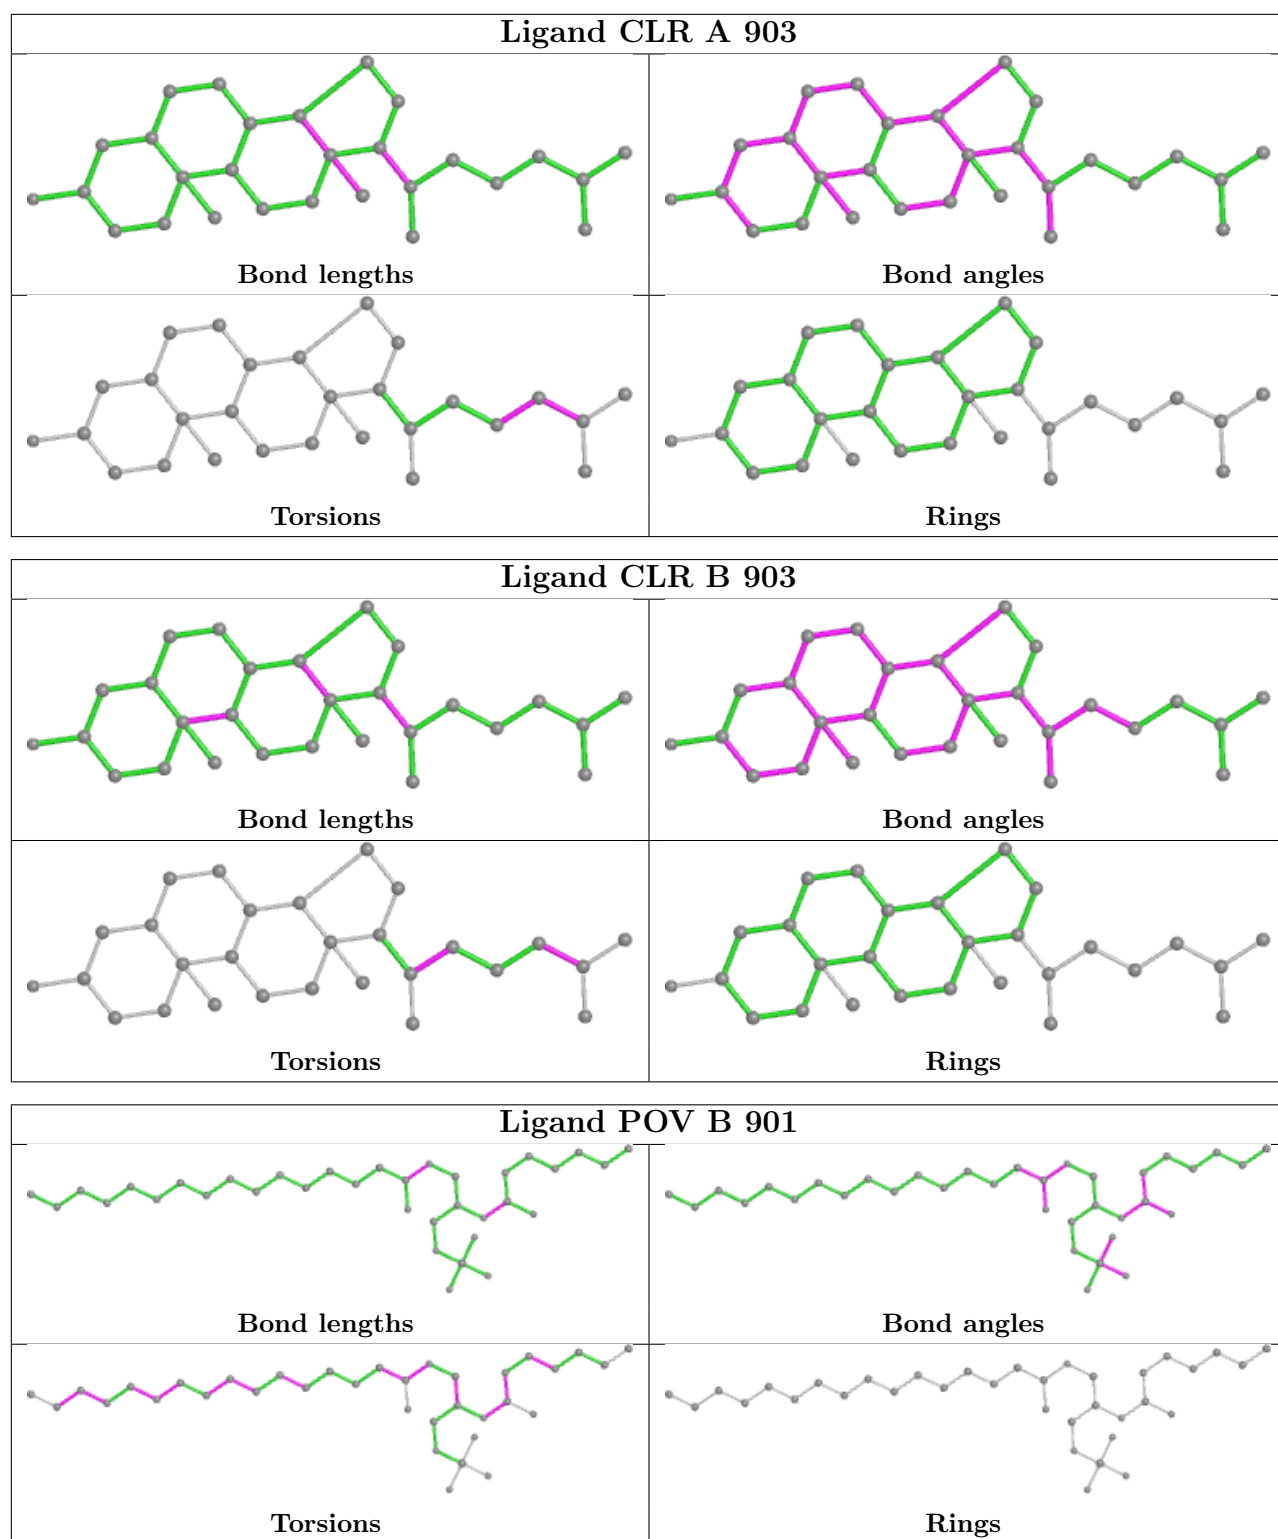 Ligand CLR A 903
Bond lengths
Bond angles
Torsions
Rings
Ligand CLR B 903
Bond lengths
Bond angles
Torsions
Rings
Ligand POV B 901
Bond lengths
Bond angles
Torsions
Rings